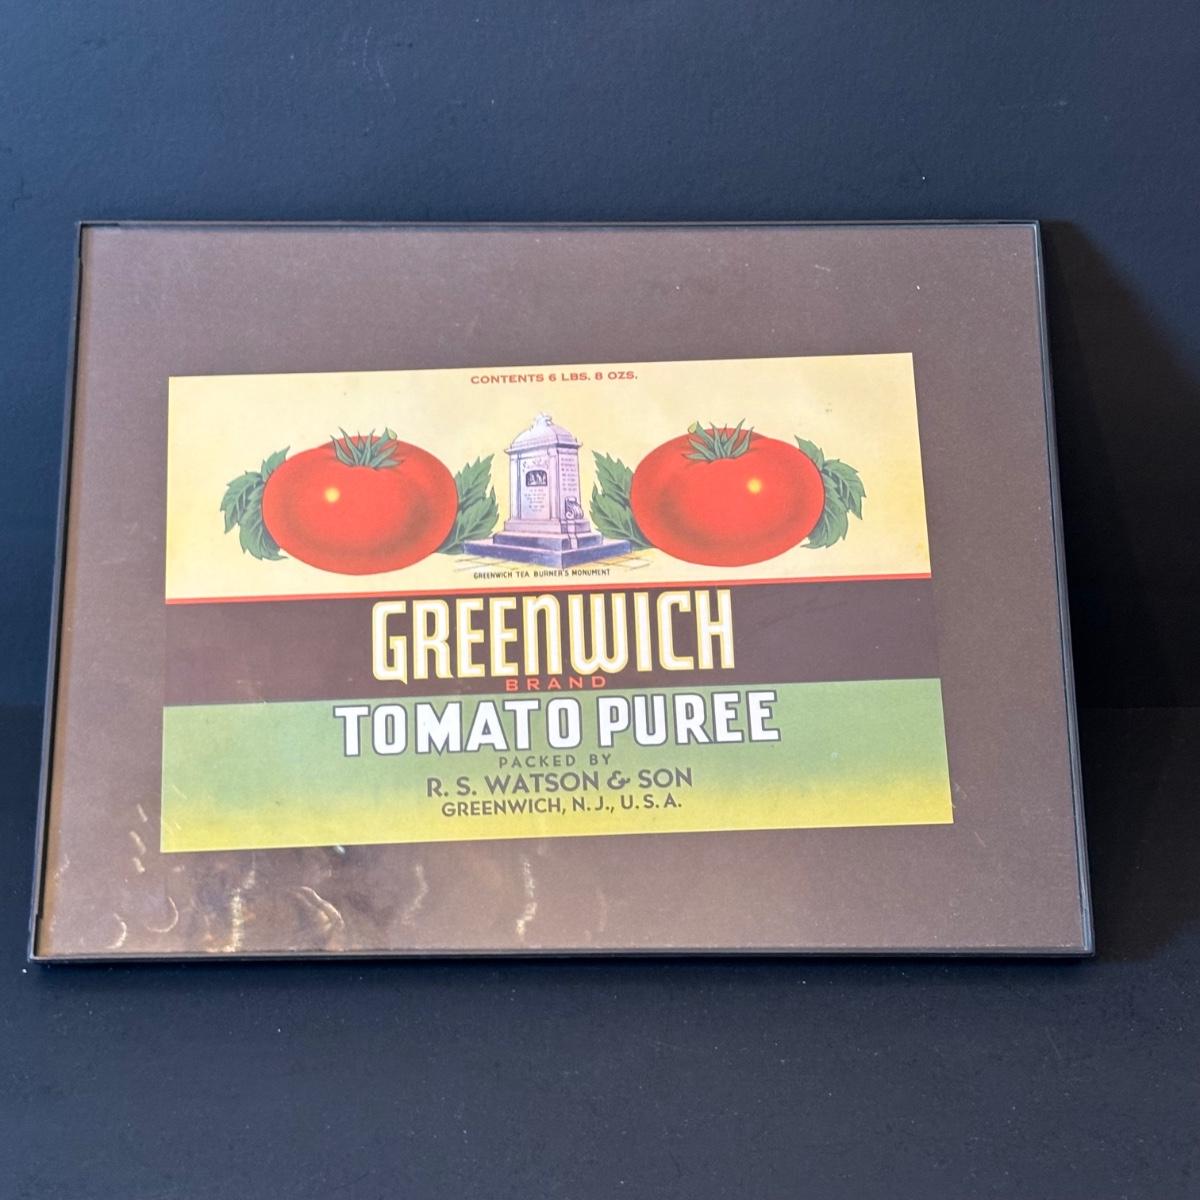 CONTENTS 6 LBS. 8 OZS.
GREENWICH TEA BURNER'S MONUMENT
GREENWICH
BRAND
TOMATO PUREE
PACKED BY
R. S. WATSON & SON
GREENWICH, N. J., U. S. A.